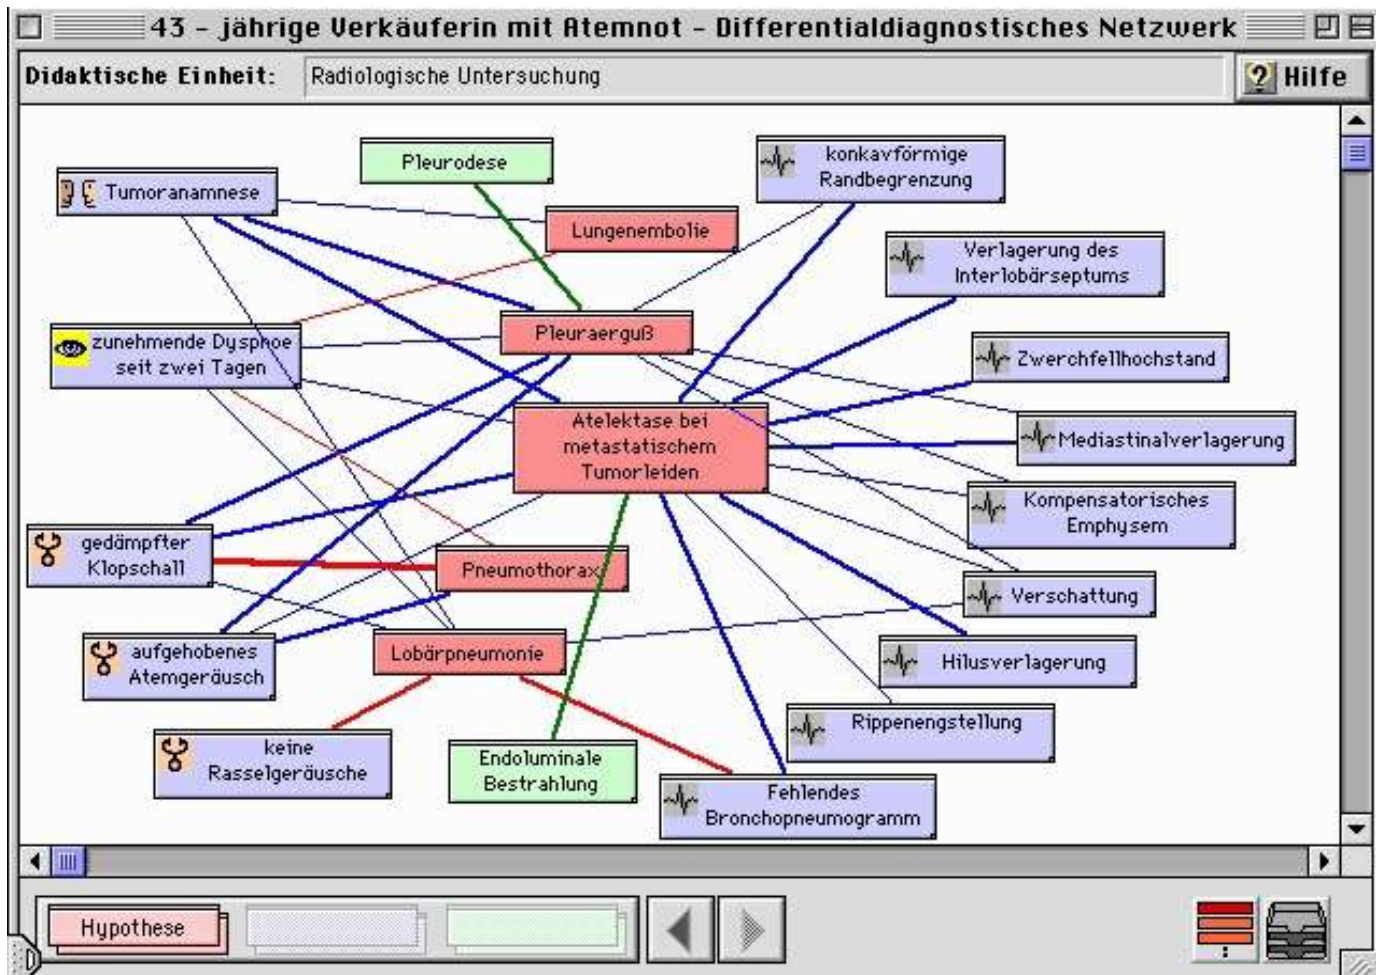 43 - jährige Verkäuferin mit Atemnot - Differentialdiagnostisches Netzwerk
Didaktische Einheit:
Radiologische Untersuchung
Hilfe
Pleurodese
konkavförmige
Randbegrenzung
Tumoranamnese
Lungenembolie
Verlagerung des
Interlobärseptums
Pleuraerguß
zunehmende Dyspnoe
seit zwei Tagen
Zwerchfellhochstand
Atelektase bei
metastatischem
Tumorleiden
Mediastinalverlagerung
Kompensatorisches
Emphysem
gedämpfter
Klopschall
Pneumothorax
Verschattung
aufgehobenes
Atemgeräusch
Lobärpneumonie
Hilusverlagerung
Rippenengstellung
keine
Rasselgeräusche
Endoluminale
Bestrahlung
Fehlendes
Bronchopneumogramm
Hypothese